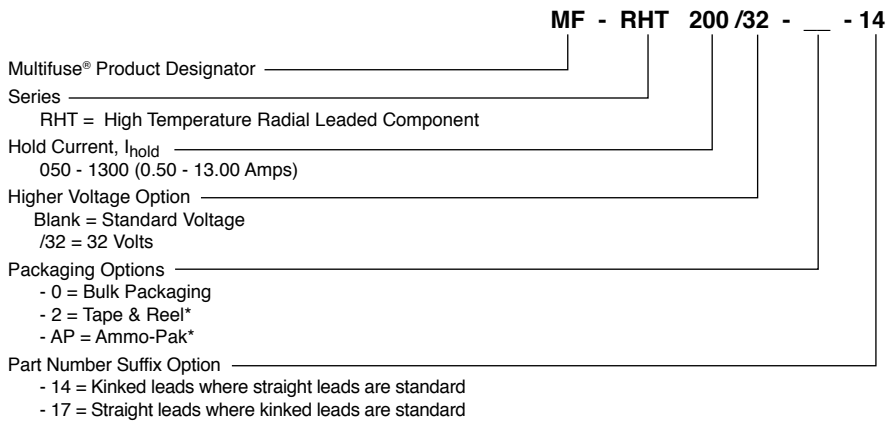 MF - RHT 200 /32 - __ - 14
Multifuse® Product Designator
Series
RHT = High Temperature Radial Leaded Component
Hold Current, Ihold
050 - 1300 (0.50 - 13.00 Amps)
Higher Voltage Option
Blank = Standard Voltage
/32 = 32 Volts
Packaging Options
- 0 = Bulk Packaging
- 2 = Tape & Reel*
- AP = Ammo-Pak*
Part Number Suffix Option
- 14 = Kinked leads where straight leads are standard
- 17 = Straight leads where kinked leads are standard